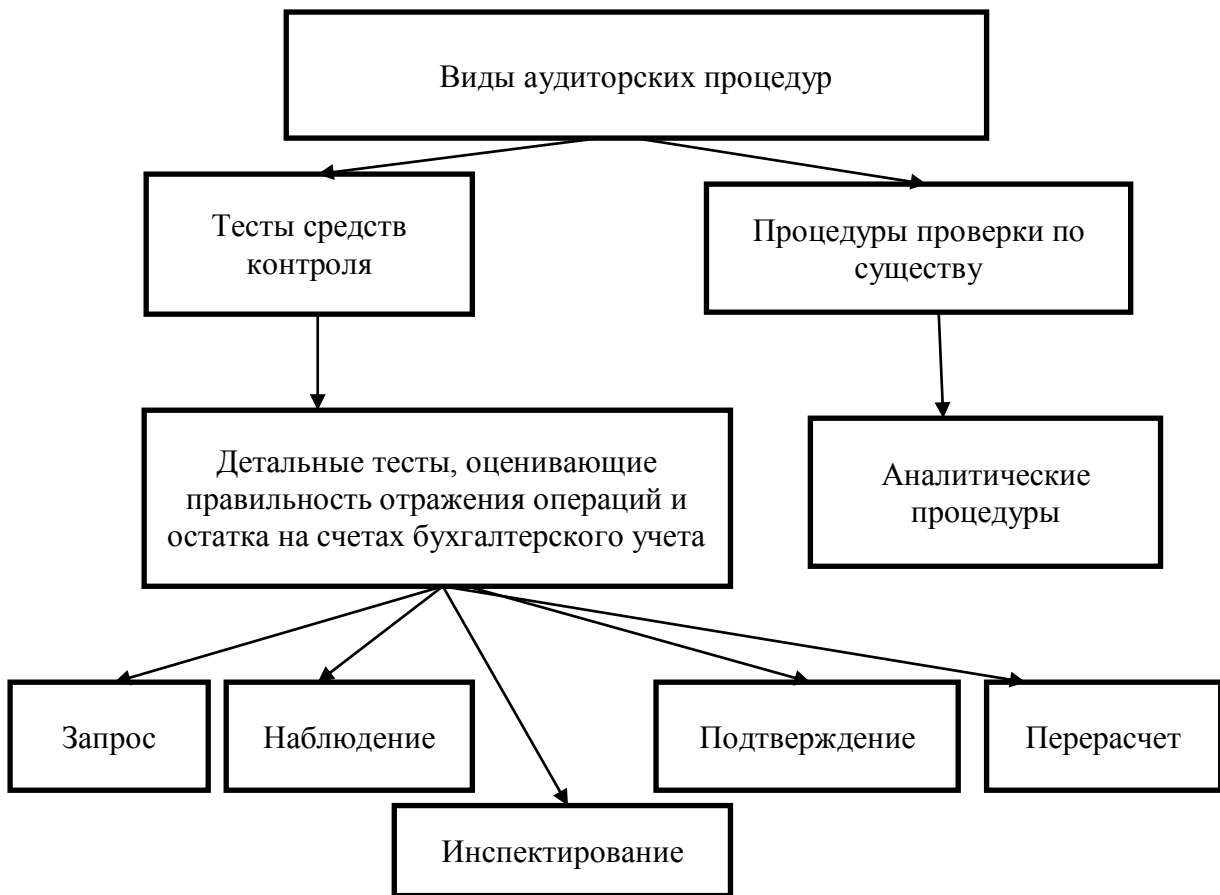 Виды аудиторских процедур
Тесты средств
контроля
Процедуры проверки по
существу
Детальные тесты, оценивающие
правильность отражения операций и
остатка на счетах бухгалтерского учета
Аналитические
процедуры
Запрос
Наблюдение
Подтверждение
Перерасчет
Инспектирование